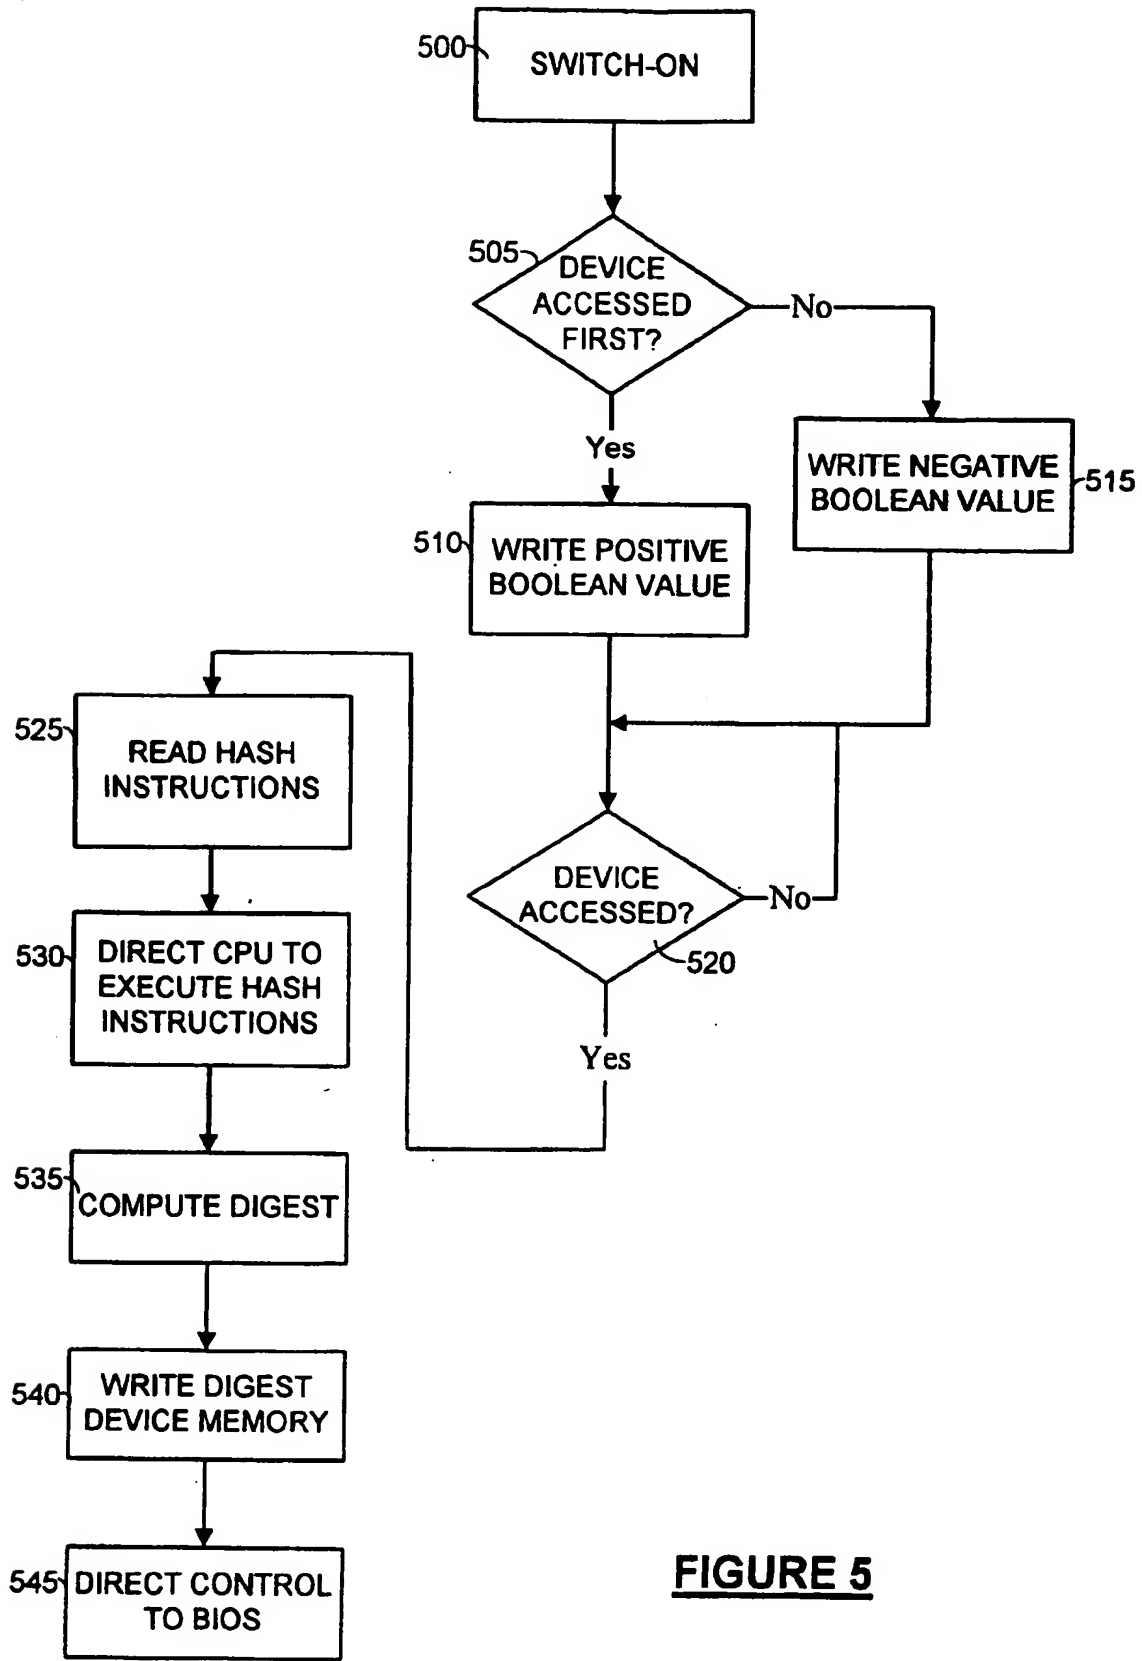 500
SWITCH-ON
505
DEVICE
ACCESSED
FIRST?
No
Yes
WRITE NEGATIVE
BOOLEAN VALUE
515
510
WRITE POSITIVE
BOOLEAN VALUE
525
READ HASH
INSTRUCTIONS
DEVICE
ACCESSED?
No
520
530
DIRECT CPU TO
EXECUTE HASH
INSTRUCTIONS
Yes
535
COMPUTE DIGEST
540
WRITE DIGEST
DEVICE MEMORY
545
DIRECT CONTROL
TO BIOS
FIGURE 5